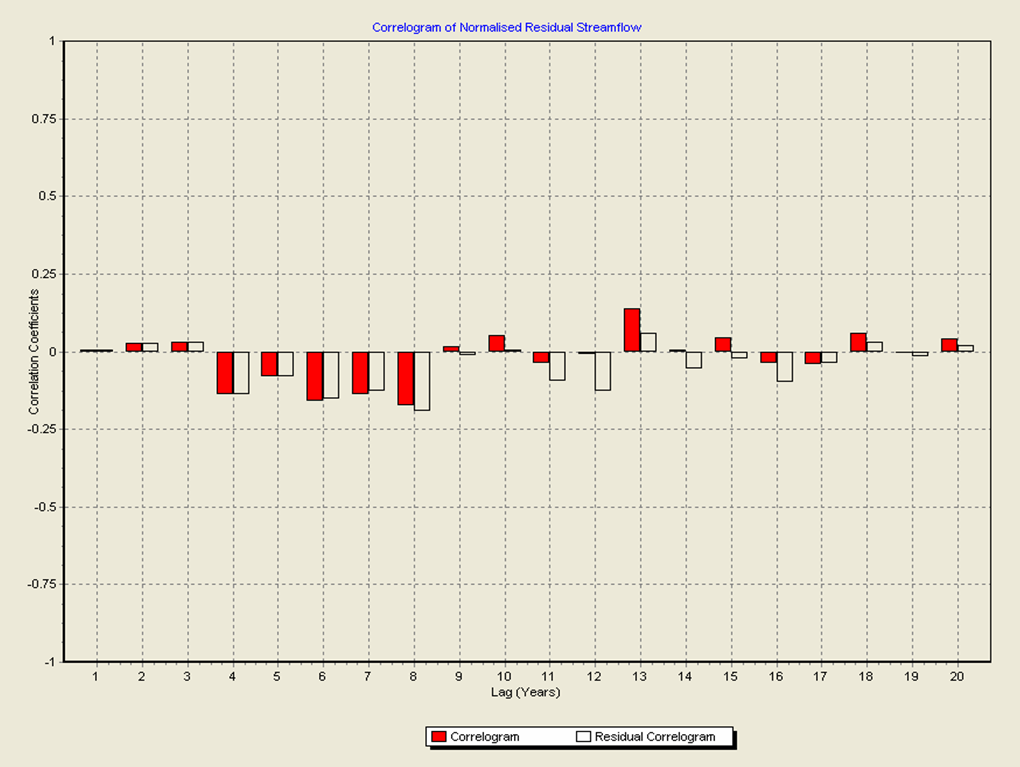 Correlogram of Normalised Residual Streamflow
1
0.75
0.5
0.25
0
-0.25
-0.5
-0.75
-1
Correlation Coefficients
1 2 3 4 5 6 7 8 9 10 11 12 13 14 15 16 17 18 19 20
Lag (Years)
Correlogram Residual Correlogram